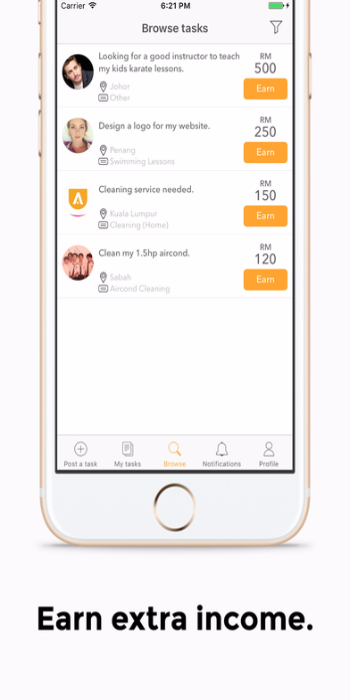 Carrier 6:21 PM
Browse tasks
Looking for a good instructor to teach
my kids karate lessons.
Johor
Other
RM
500
Earn
Design a logo for my website.
Penang
Swimming Lessons
RM
250
Earn
Cleaning service needed.
Kuala Lumpur
Cleaning (Home)
RM
150
Earn
Clean my 1.5hp aircond.
Sabah
Aircond Cleaning
RM
120
Earn
Post a task My tasks Browse Notifications Profile
Earn extra income.